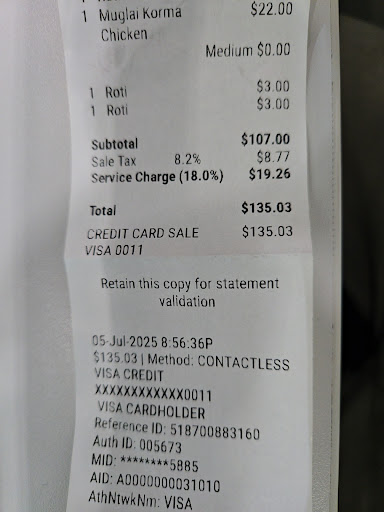 1 Muglai Korma $22.00
Chicken
Medium $0.00
1 Roti $3.00
1 Roti $3.00
Subtotal $107.00
Sale Tax 8.2% $8.77
Service Charge (18.0%) $19.26
Total $135.03
CREDIT CARD SALE $135.03
VISA 0011
Retain this copy for statement
validation
05-Jul-2025 8:56:36P
$135.03 | Method: CONTACTLESS
VISA CREDIT
XXXXXXXXXXXX0011
VISA CARDHOLDER
Reference ID: 518700883160
Auth ID: 005673
MID: ********5885
AID: A0000000031010
AthNtwkNm: VISA